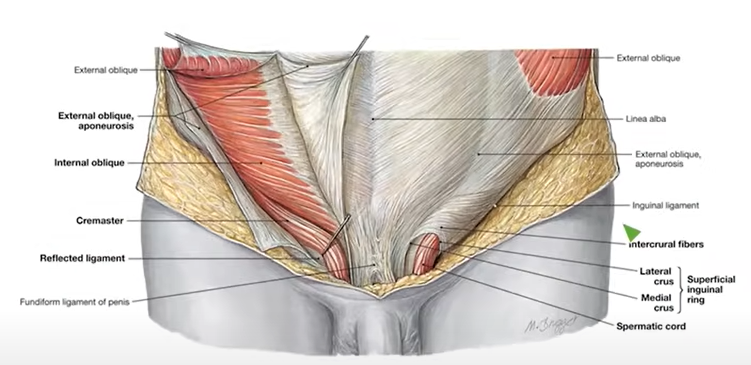 External oblique
External oblique,
aponeurosis
Internal oblique
Cremaster
Reflected ligament
Fundiform ligament of penis
External oblique
Linea alba
External oblique,
aponeurosis
Inguinal ligament
Intercrural fibers
Lateral
crus
Medial
crus
Superficial
inguinal
ring
Spermatic cord